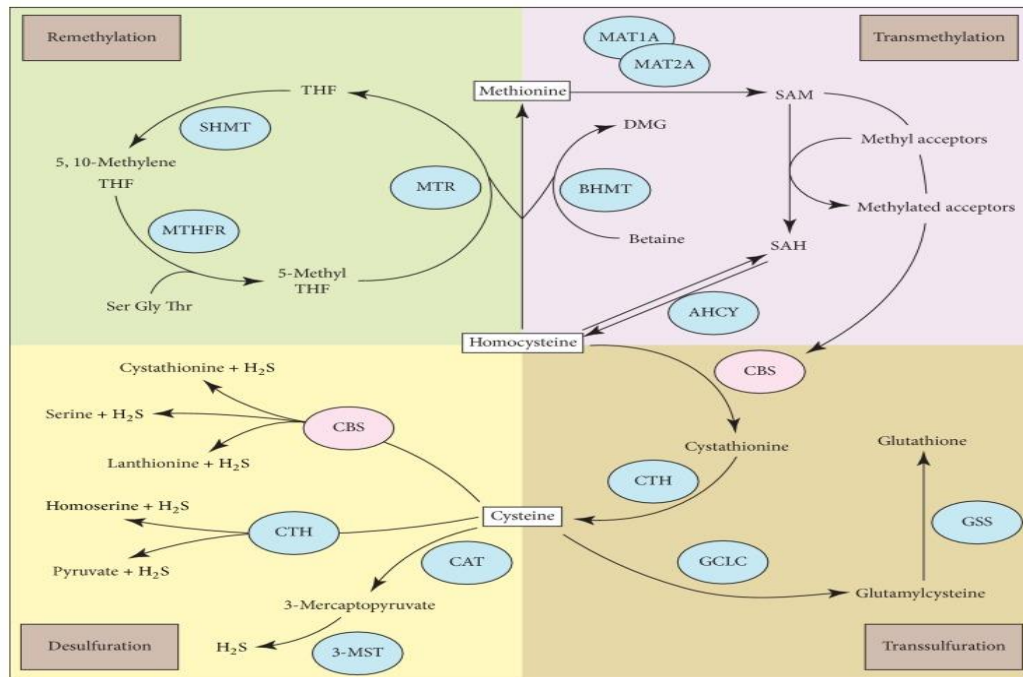 Remethylation
THF
SHMT
5, 10-Methylene
THF
MTHFR
Ser Gly Thr
5-Methyl
THF
MTR
Transmethylation
MAT1A
MAT2A
Methionine
SAM
DMG
Methyl acceptors
BHMT
Methylated acceptors
Betaine
SAH
AHCY
Homocysteine
Cystathionine + H₂S
Serine + H₂S
CBS
Lanthionine + H₂S
Homoserine + H₂S
CTH
Pyruvate + H₂S
Cysteine
CAT
3-Mercaptopyruvate
H₂S
3-MST
Desulfuration
CBS
Cystathionine
Glutathione
CTH
GSS
GCLC
Glutamylcysteine
Transsulfuration